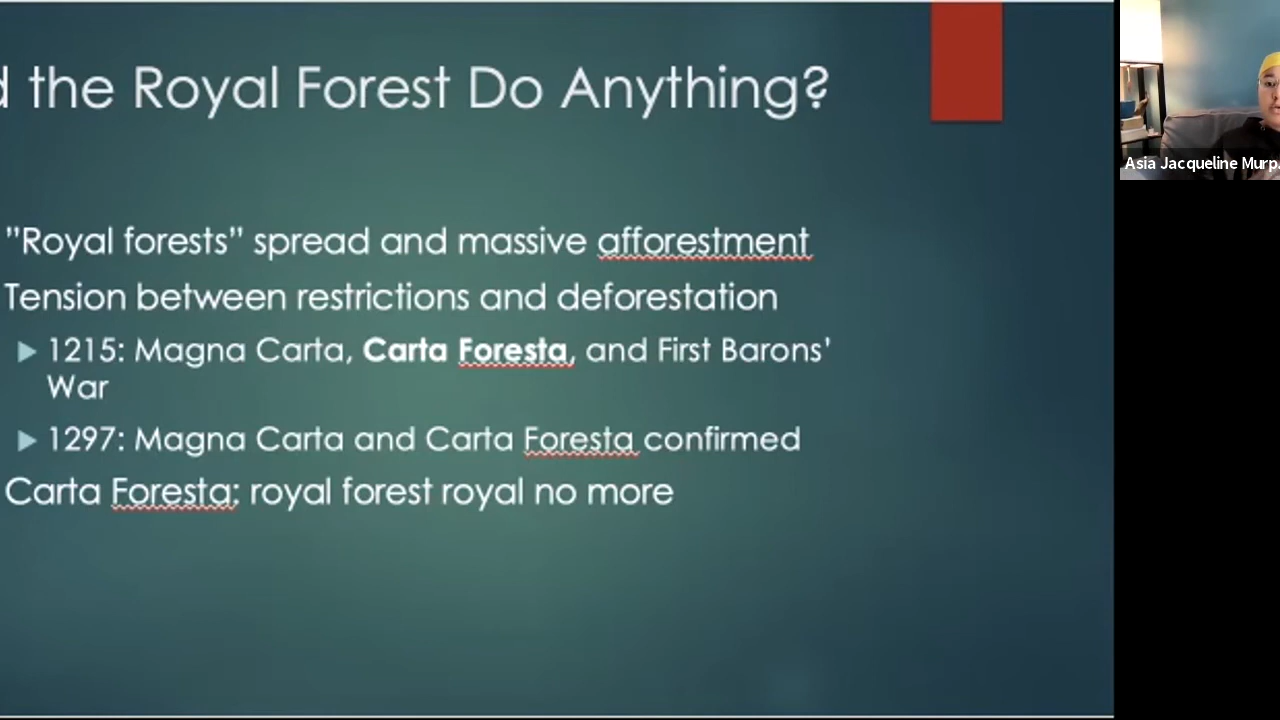 d the Royal Forest Do Anything?
Asia Jacqueline Murp.
”Royal forests” spread and massive afforestment
Tension between restrictions and deforestation
1215: Magna Carta, Carta Foresta, and First Barons’
War
1297: Magna Carta and Carta Foresta confirmed
Carta Foresta: royal forest royal no more